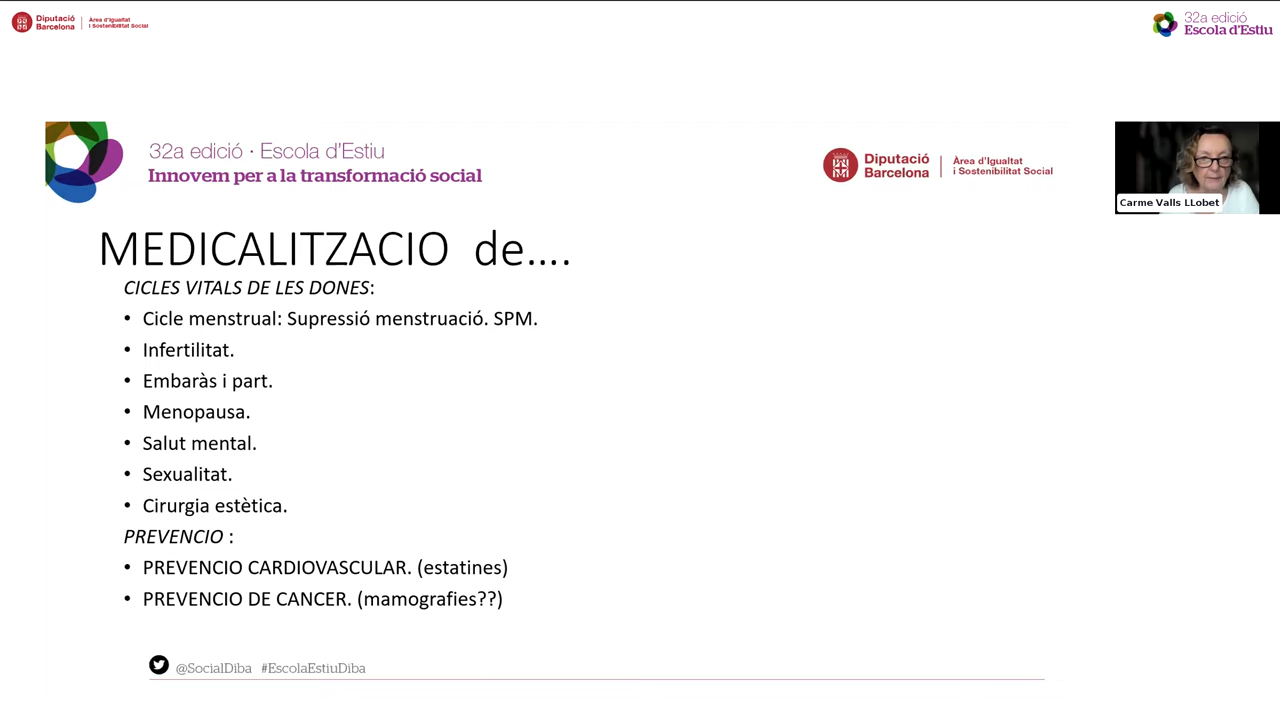 Diputació
Barcelona
Àrea d'Igualtat
i Sostenibilitat Social
32a edició
Escola d'Estiu
32a edició · Escola d'Estiu
Innovem per a la transformació social
Diputació
Barcelona
Àrea d'Igualtat
i Sostenibilitat Social
Carme Valls LLobet
MEDICALITZACIO de....
CICLES VITALS DE LES DONES:
• Cicle menstrual: Supressió menstruació. SPM.
• Infertilitat.
• Embaràs i part.
• Menopausa.
• Salut mental.
• Sexualitat.
• Cirurgia estètica.
PREVENCIO :
• PREVENCIO CARDIOVASCULAR. (estatines)
• PREVENCIO DE CANCER. (mamografies??)
@SocialDiba #EscolaEstiuDiba